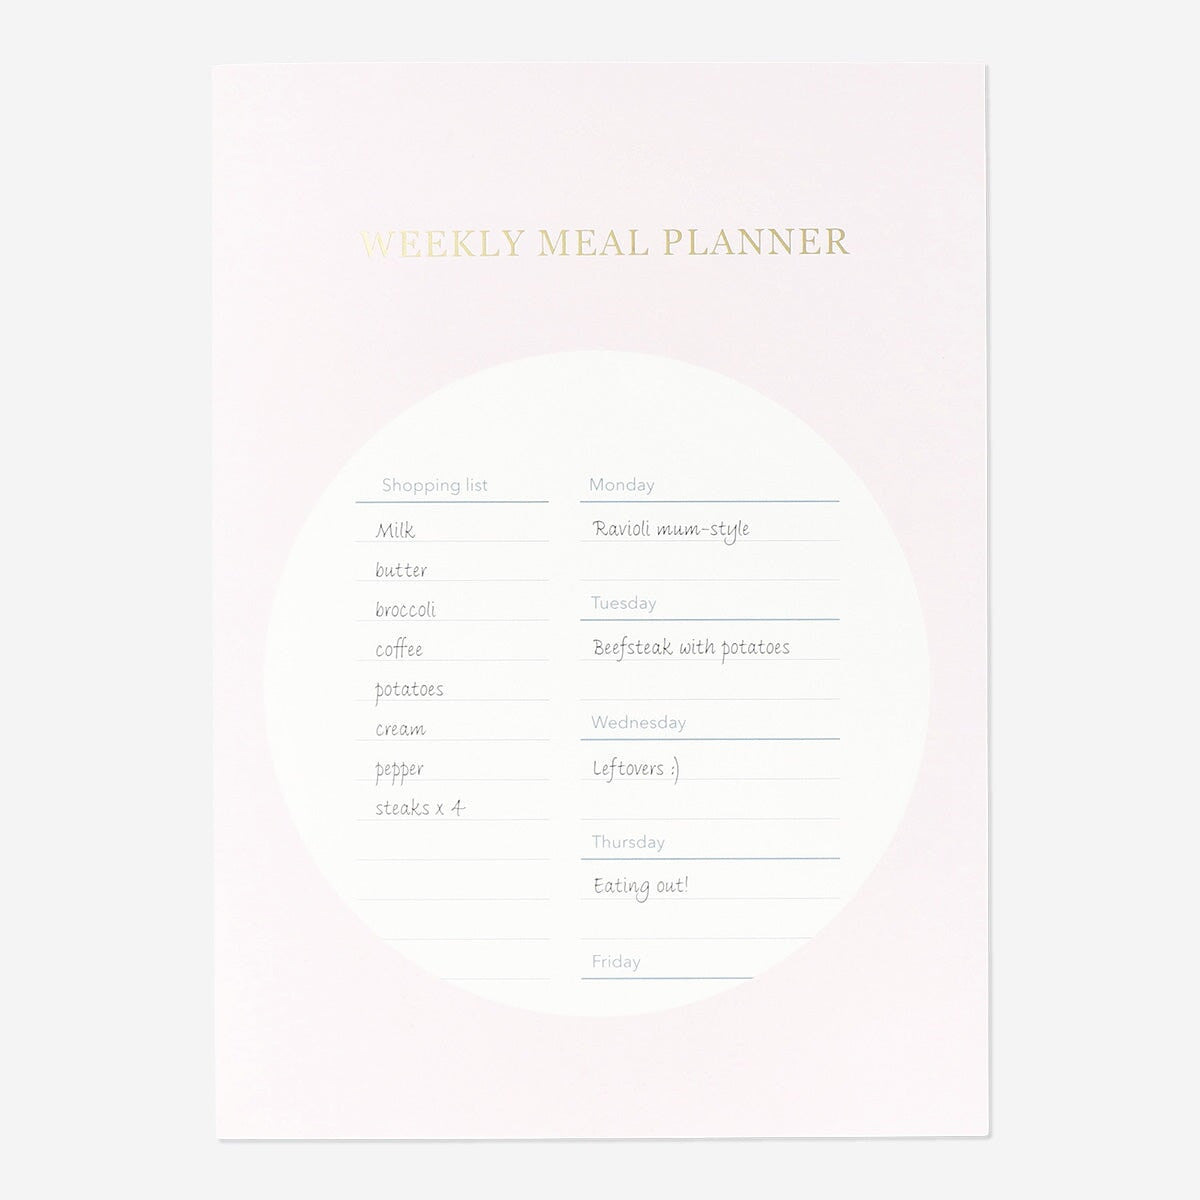 WEEKLY MEAL PLANNER
Shopping list
Milk
butter
broccoli
coffee
potatoes
cream
pepper
steaks x 4
Monday
Ravioli mum-style
Tuesday
Beefsteak with potatoes
Wednesday
Leftovers :)
Thursday
Eating out!
Friday